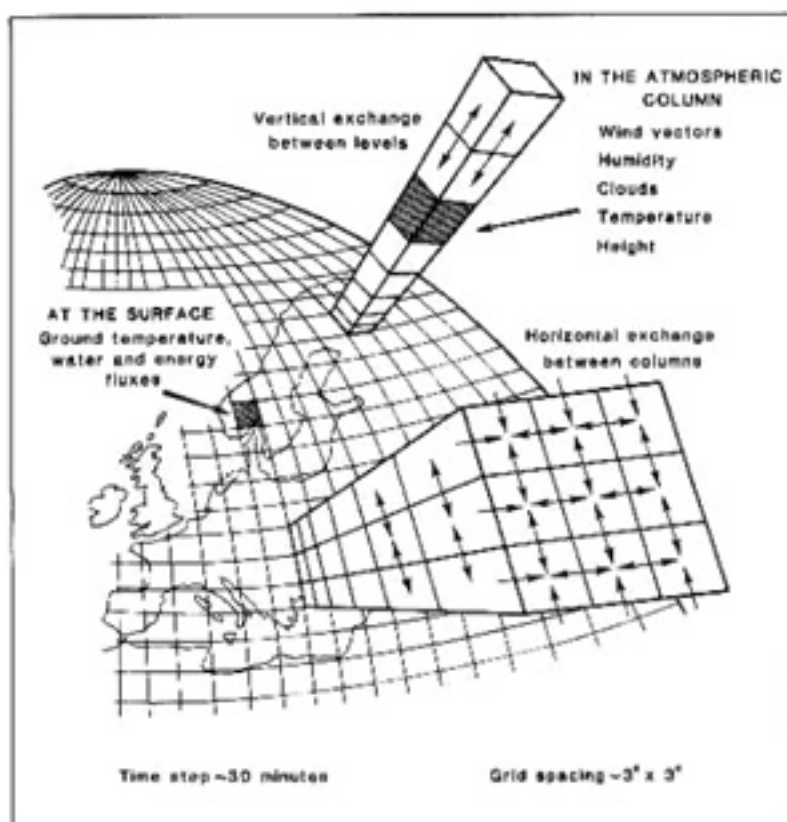 IN THE ATMOSPHERIC
COLUMN
Wind vectors
Humidity
Clouds
Temperature
Height
Vertical exchange
between levels
AT THE SURFACE
Ground temperature,
water and energy
fluxes
Horizontal exchange
between columns
Time step ~30 minutes
Grid spacing ~3° x 3°